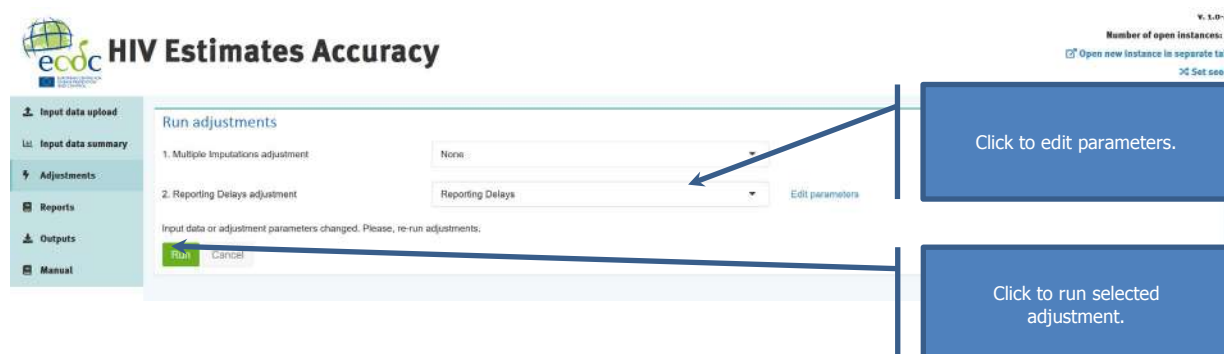 v. 1.0-
Number of open instances:
Open new instance in separate ta
Set see
ecdc
HIV Estimates Accuracy
Input data upload
Input data summary
Adjustments
Reports
Outputs
Manual
Run adjustments
1. Multiple Imputations adjustment
None
2. Reporting Delays adjustment
Reporting Delays
Edit parameters
Input data or adjustment parameters changed. Please, re-run adjustments.
Run
Cancel
Click to edit parameters.
Click to run selected
adjustment.